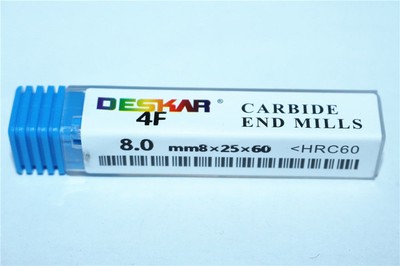 DESKAR®
4F
CARBIDE
END MILLS
8.0 mm8×25×60 <HRC60